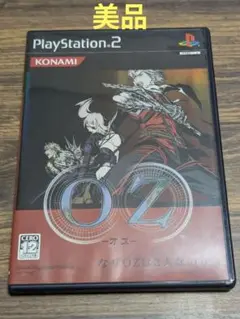 美品
PlayStation 2
KONAMI
OZ
－オズ－
CERO
12